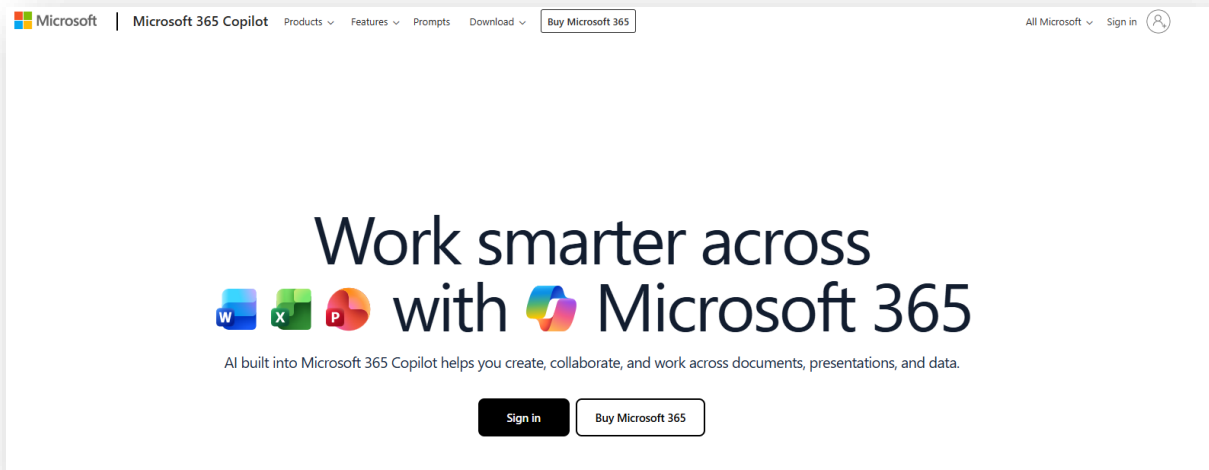 Microsoft Microsoft 365 Copilot Products Features Prompts Download Buy Microsoft 365 All Microsoft Sign in
Work smarter across
W X P with Microsoft 365
AI built into Microsoft 365 Copilot helps you create, collaborate, and work across documents, presentations, and data.
Sign in Buy Microsoft 365